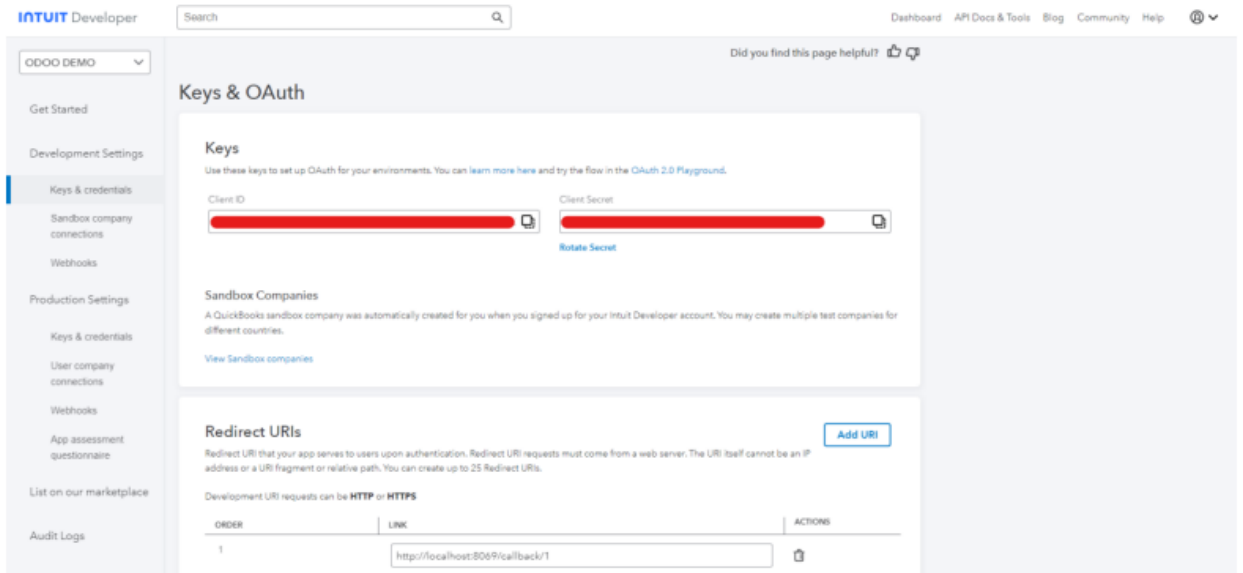 INTUIT Developer
Search
Dashboard API Docs & Tools Blog Community Help
ODOO DEMO
Did you find this page helpful?
Get Started
Development Settings
Keys & credentials
Sandbox company
connections
Webhooks
Production Settings
Keys & credentials
User company
connections
Webhooks
App assessment
questionnaire
List on our marketplace
Audit Logs
Keys & OAuth
Keys
Use these keys to set up OAuth for your environments. You can learn more here and try the flow in the OAuth 2.0 Playground.
Client ID
Client Secret
Rotate Secret
Sandbox Companies
A QuickBooks sandbox company was automatically created for you when you signed up for your Intuit Developer account. You may create multiple test companies for
different countries.
View Sandbox companies
Redirect URIs
Add URI
Redirect URI that your app serves to users upon authentication. Redirect URI requests must come from a web server. The URI itself cannot be an IP
address or a URI fragment or relative path. You can create up to 25 Redirect URIs.
Development URI requests can be HTTP or HTTPS
ORDER LINK ACTIONS
1 http://localhost:8069/callback/1